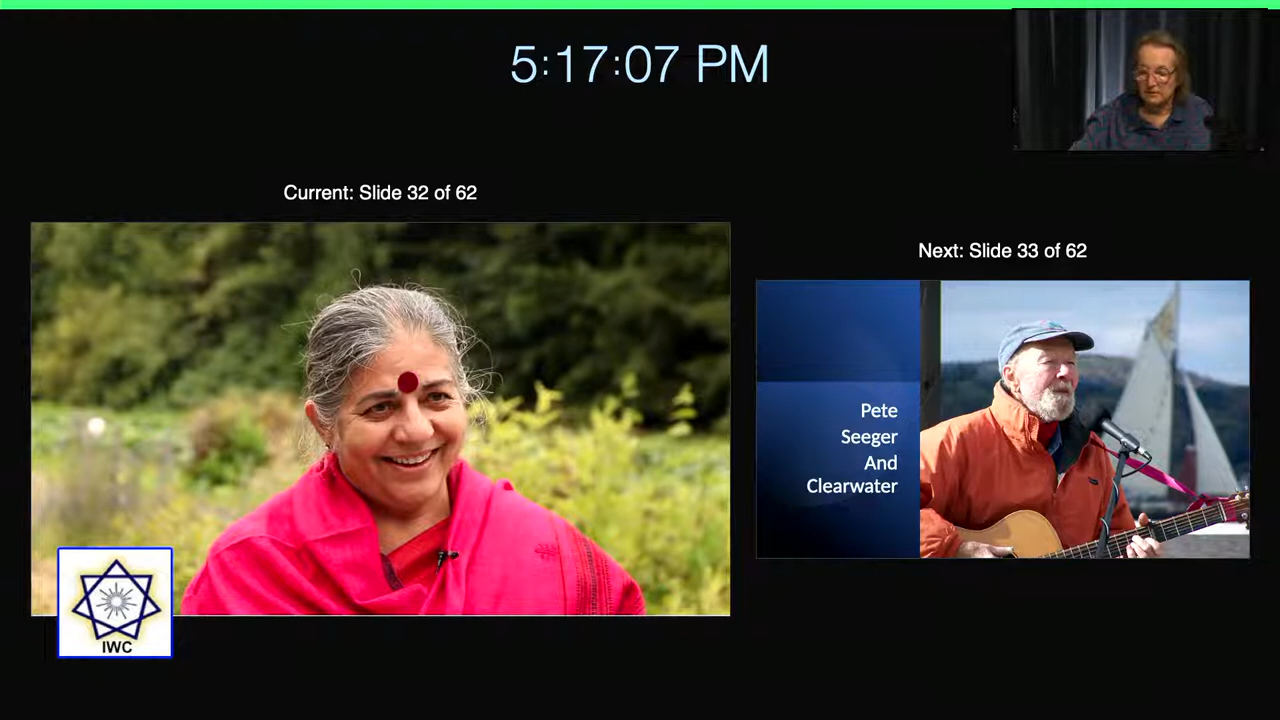 5:17:07 PM
Current: Slide 32 of 62
Next: Slide 33 of 62
Pete
Seeger
And
Clearwater
IWC